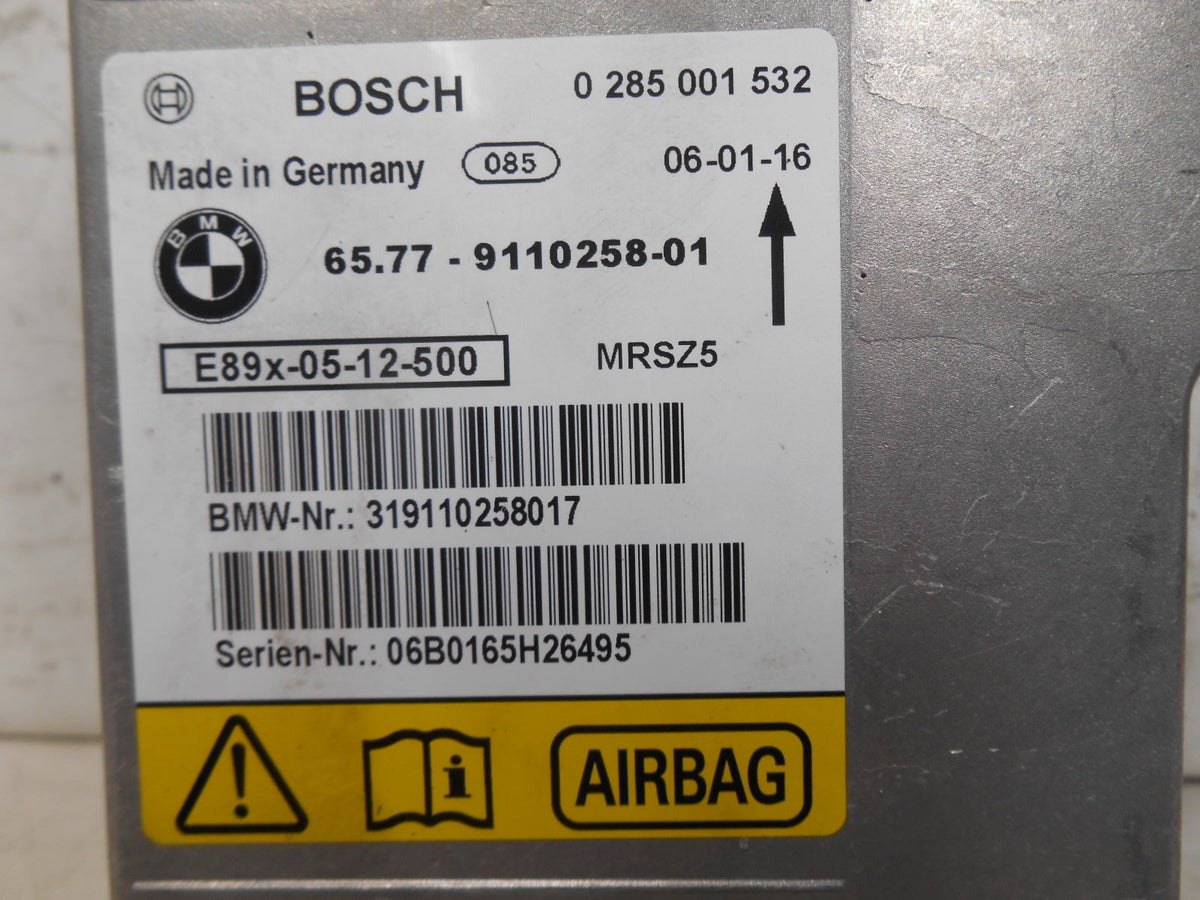 BOSCH 0 285 001 532
Made in Germany 085 06-01-16
BMW 65.77 - 9110258-01
E89x-05-12-500 MRSZ5
BMW-Nr.: 319110258017
Serien-Nr.: 06B0165H26495
! i AIRBAG